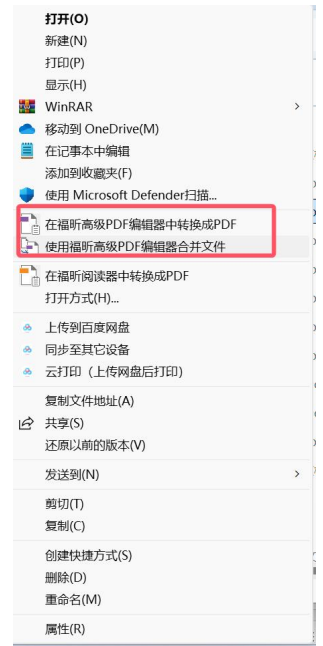 打开(O)
新建(N)
打印(P)
显示(H)
WinRAR
移动到 OneDrive(M)
在记事本中编辑
添加到收藏夹(F)
使用 Microsoft Defender扫描...
在福昕高级PDF编辑器中转换成PDF
使用福昕高级PDF编辑器合并文件
在福昕阅读器中转换成PDF
打开方式(H)...
上传到百度网盘
同步至其它设备
云打印（上传网盘后打印）
复制文件地址(A)
共享(S)
还原以前的版本(V)
发送到(N)
剪切(T)
复制(C)
创建快捷方式(S)
删除(D)
重命名(M)
属性(R)